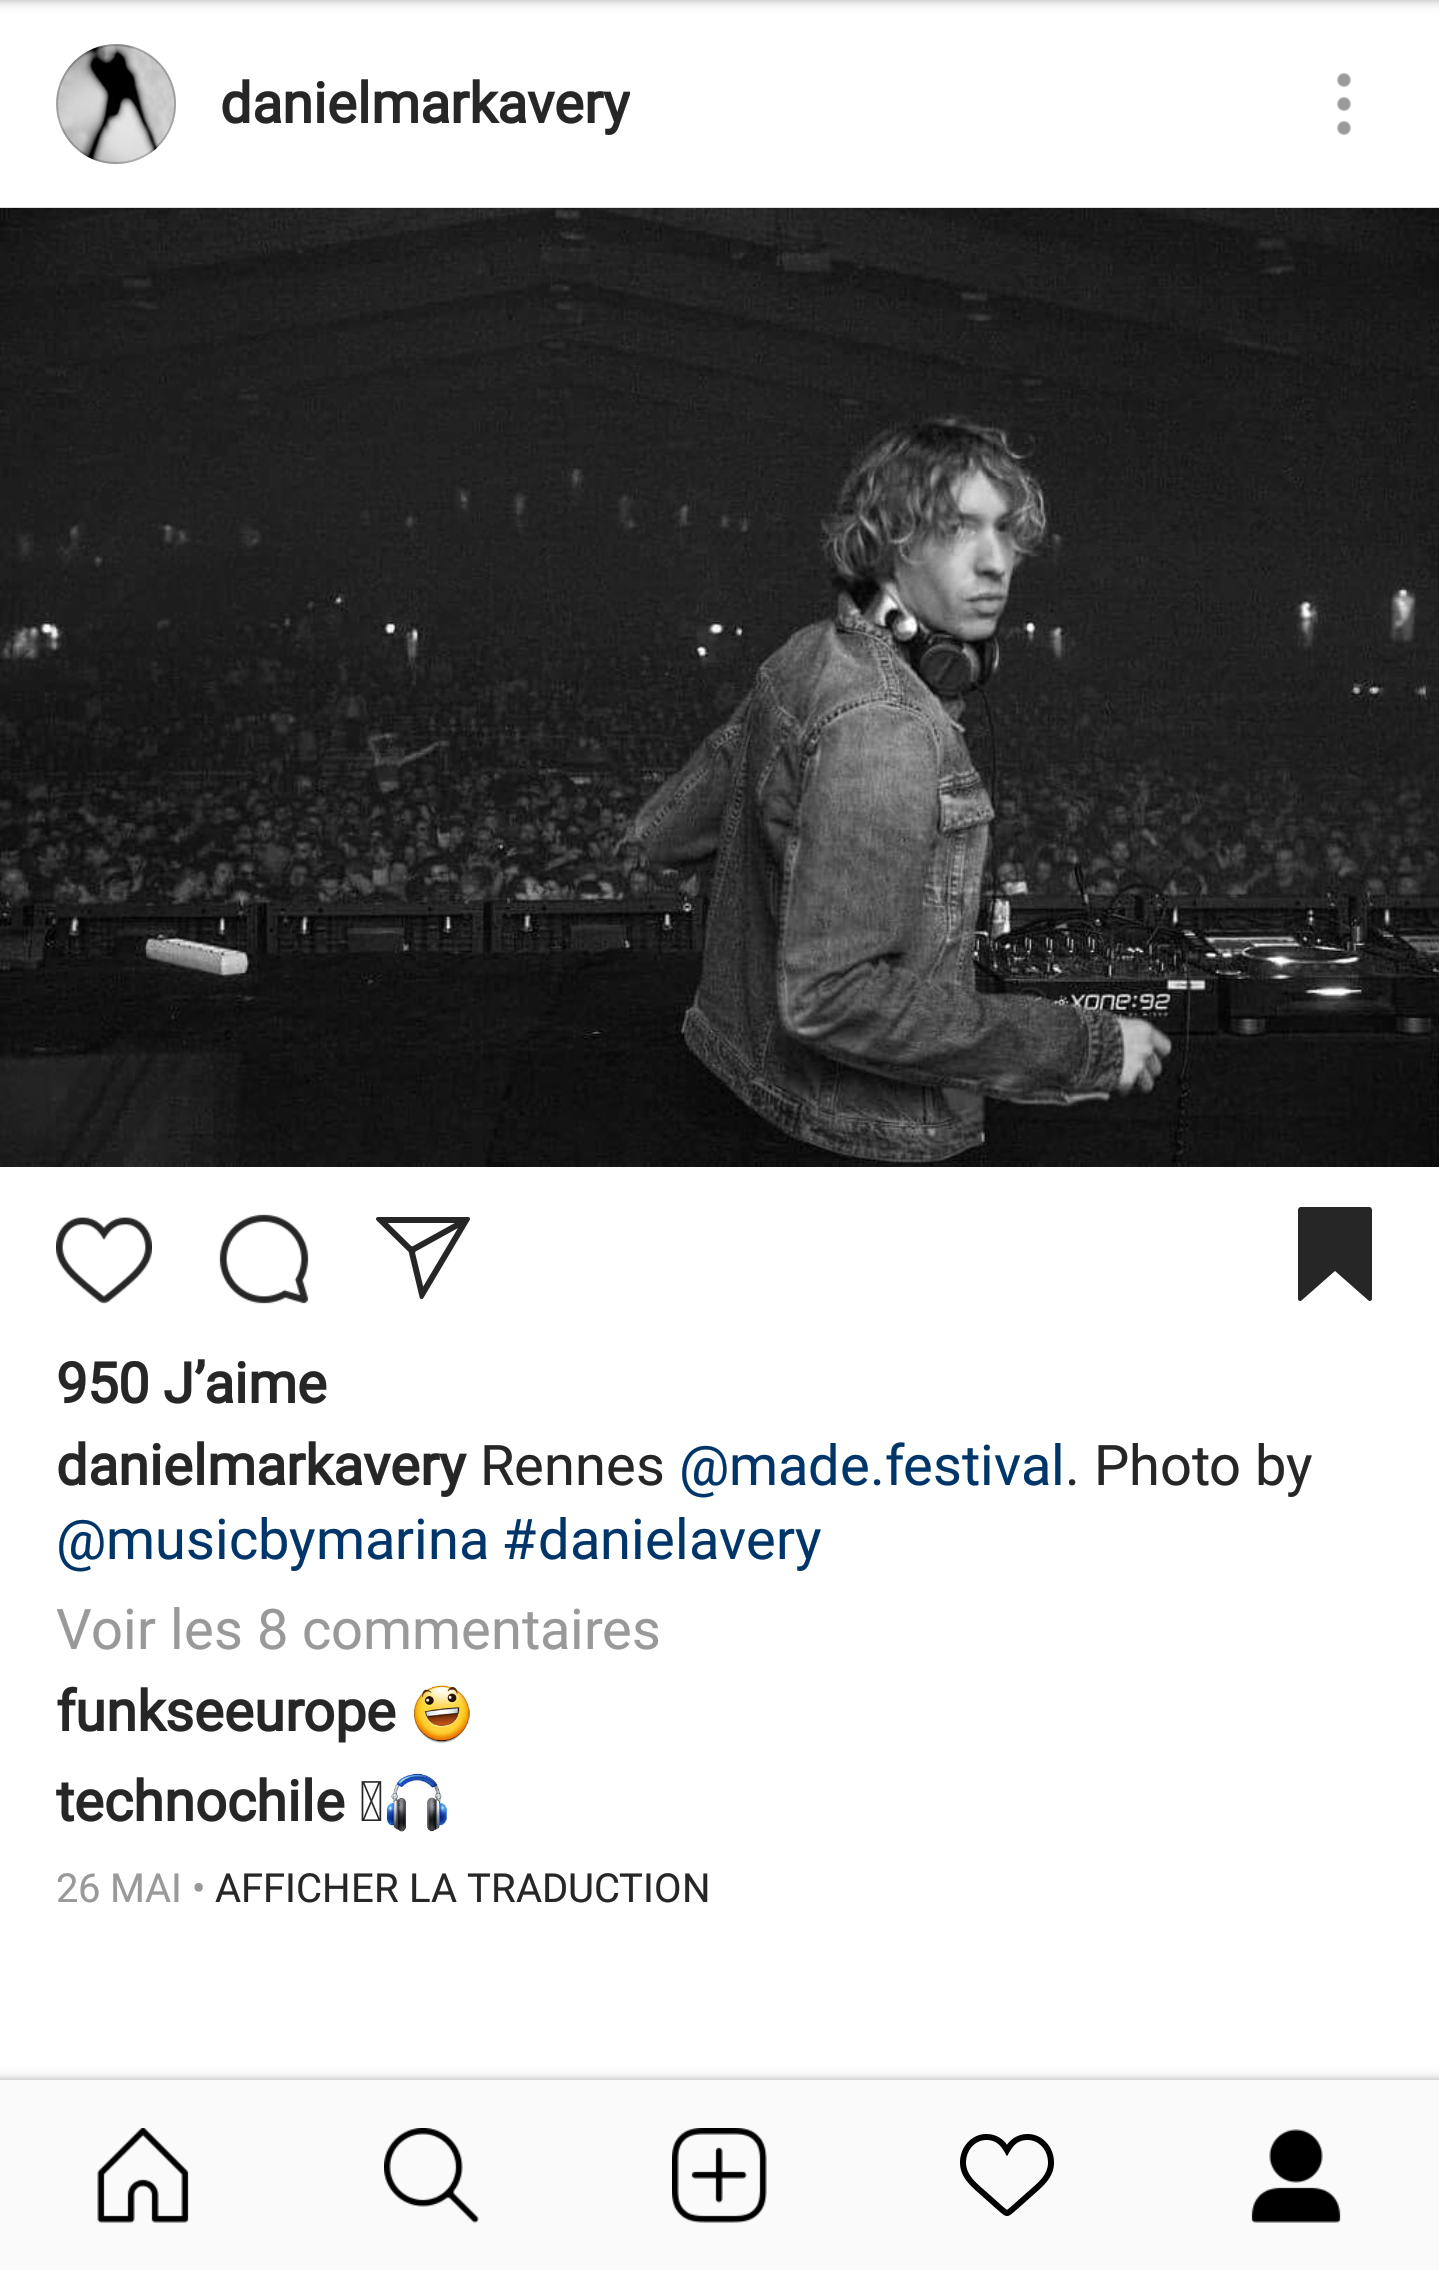 danielmarkavery
xone:92
950 J’aime
danielmarkavery Rennes @made.festival. Photo by
@musicbymarina #danielavery
Voir les 8 commentaires
funkseeurope 😃
technochile 🎧
26 MAI • AFFICHER LA TRADUCTION